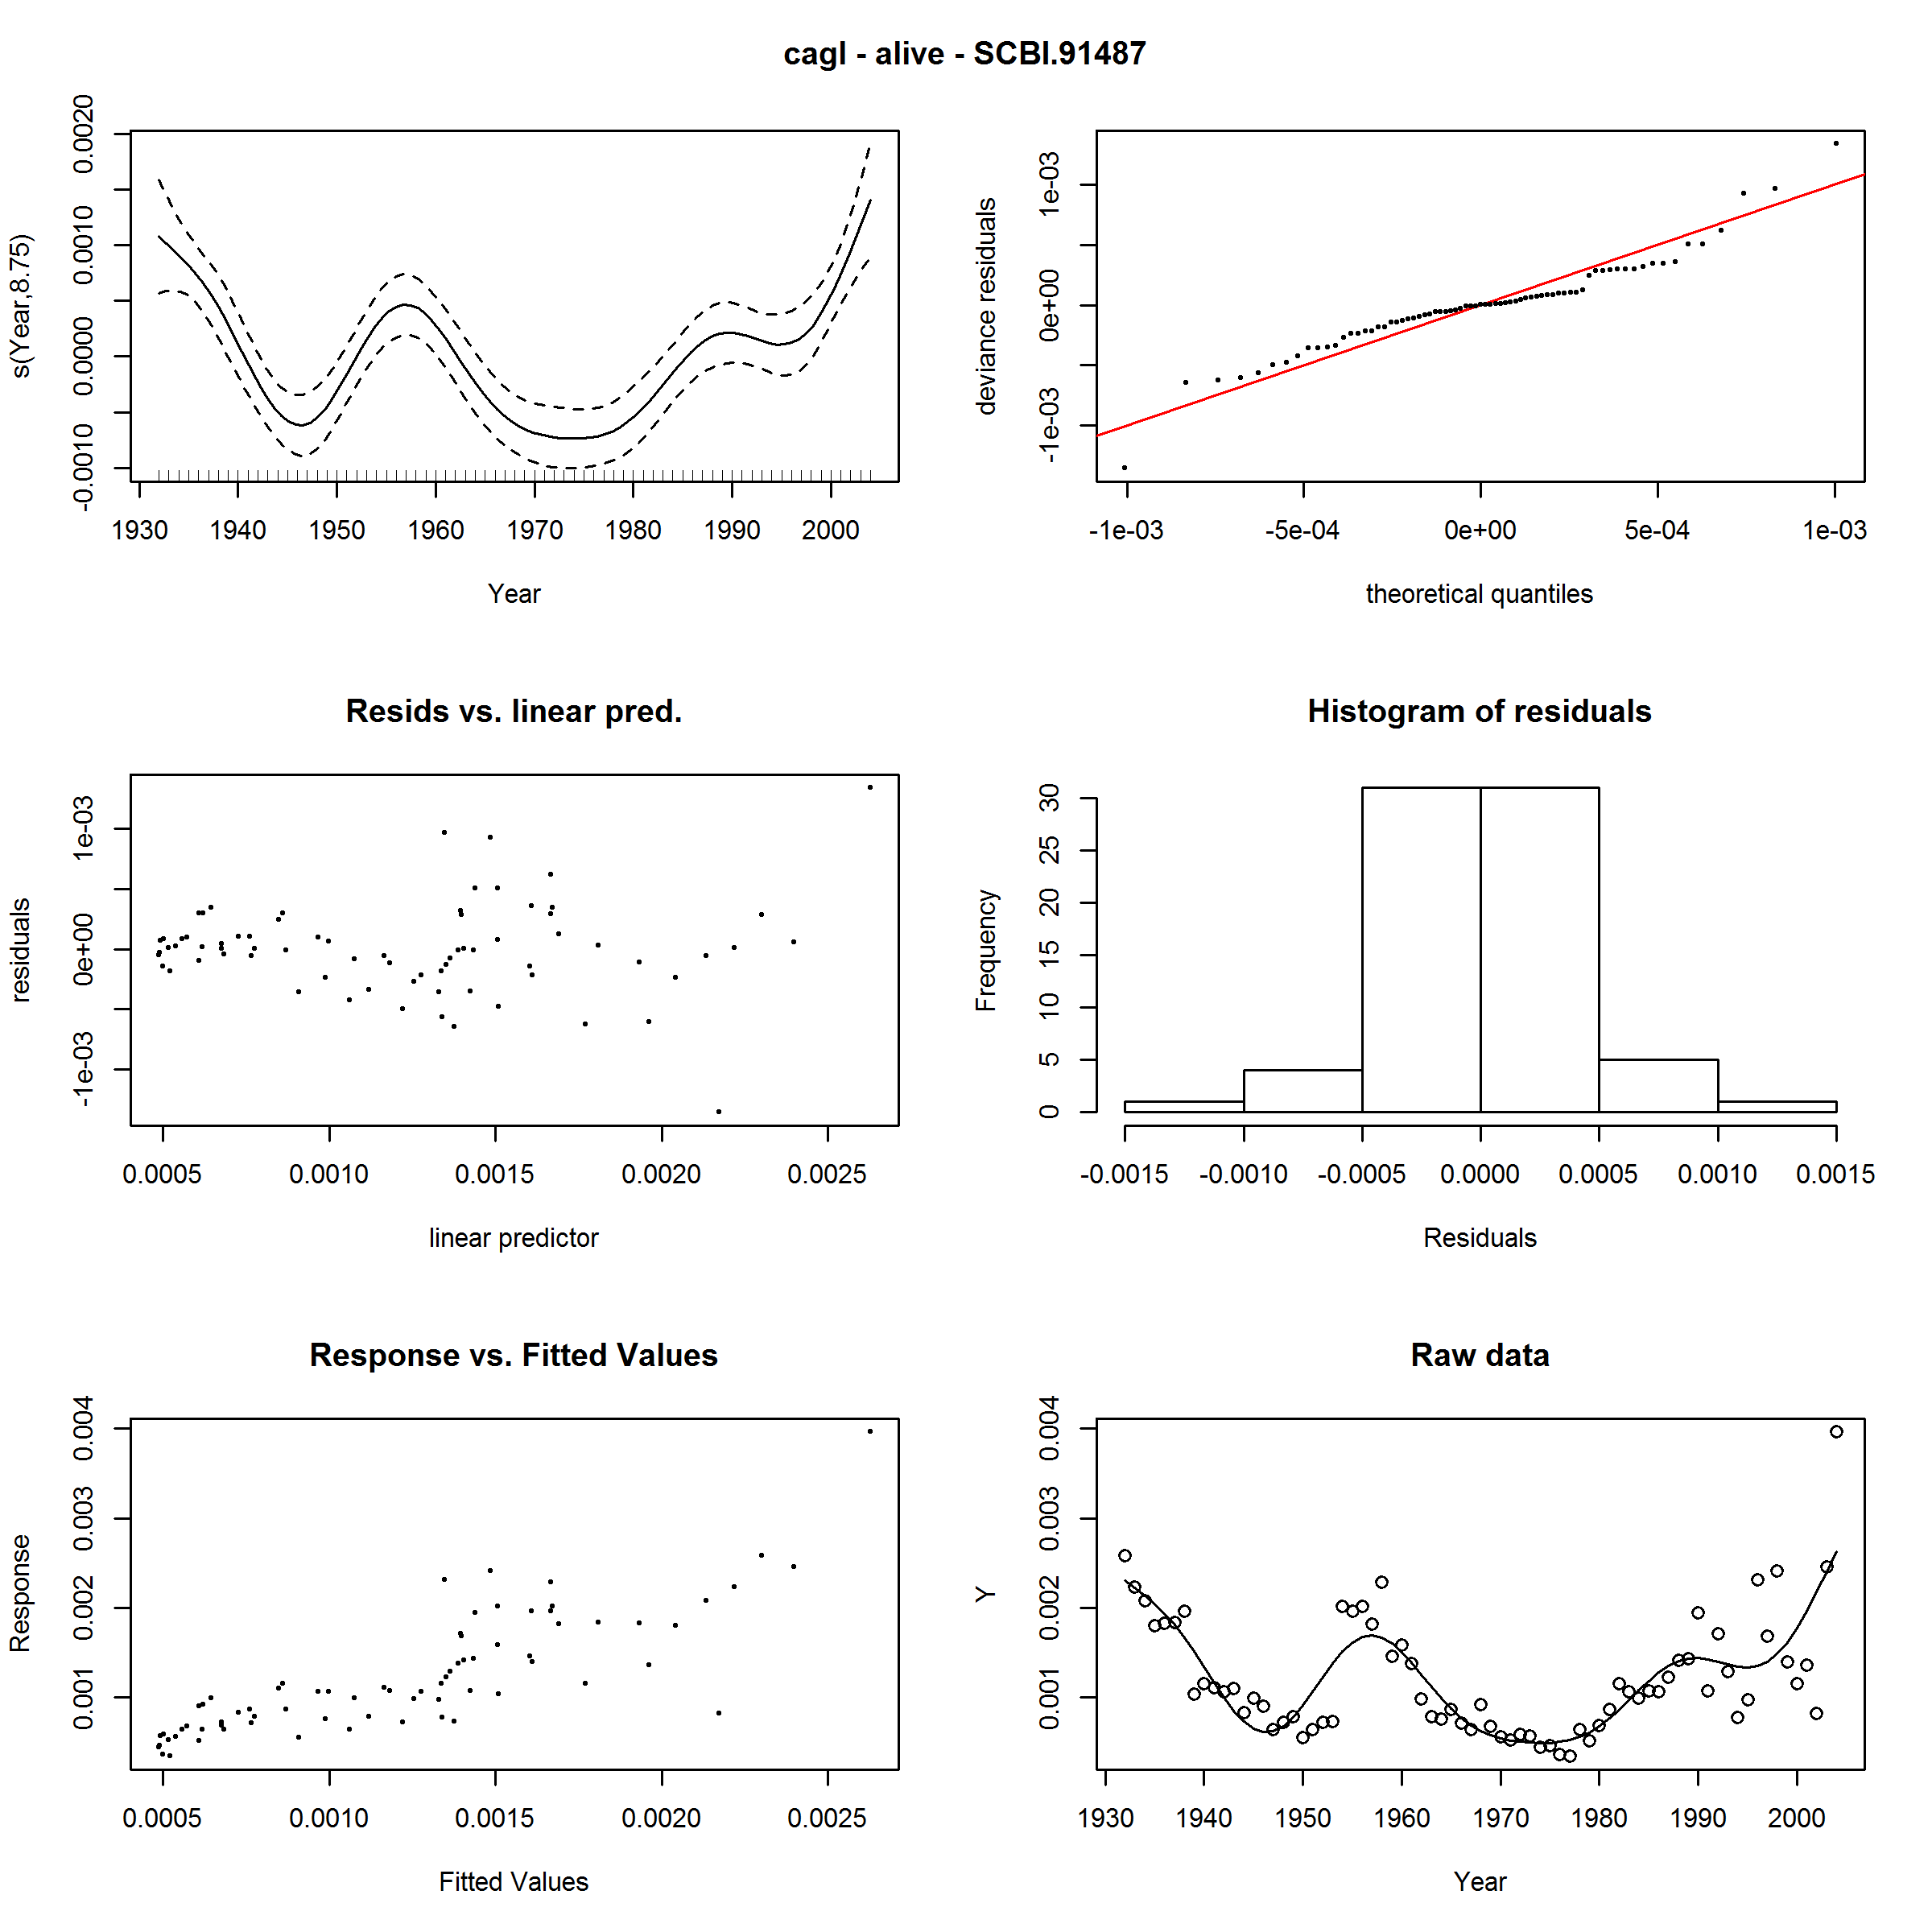 cagl - alive - SCBI.91487
s(Year,8.75)
-0.0010 0.0000 0.0010 0.0020
1930 1940 1950 1960 1970 1980 1990 2000
Year
deviance residuals
-1e-03 0e+00 1e-03
-1e-03 -5e-04 0e+00 5e-04 1e-03
theoretical quantiles
Resids vs. linear pred.
residuals
-1e-03 0e+00 1e-03
0.0005 0.0010 0.0015 0.0020 0.0025
linear predictor
Histogram of residuals
Frequency
0 5 10 15 20 25 30
-0.0015 -0.0010 -0.0005 0.0000 0.0005 0.0010 0.0015
Residuals
Response vs. Fitted Values
Response
0.001 0.002 0.003 0.004
0.0005 0.0010 0.0015 0.0020 0.0025
Fitted Values
Raw data
Y
0.001 0.002 0.003 0.004
1930 1940 1950 1960 1970 1980 1990 2000
Year